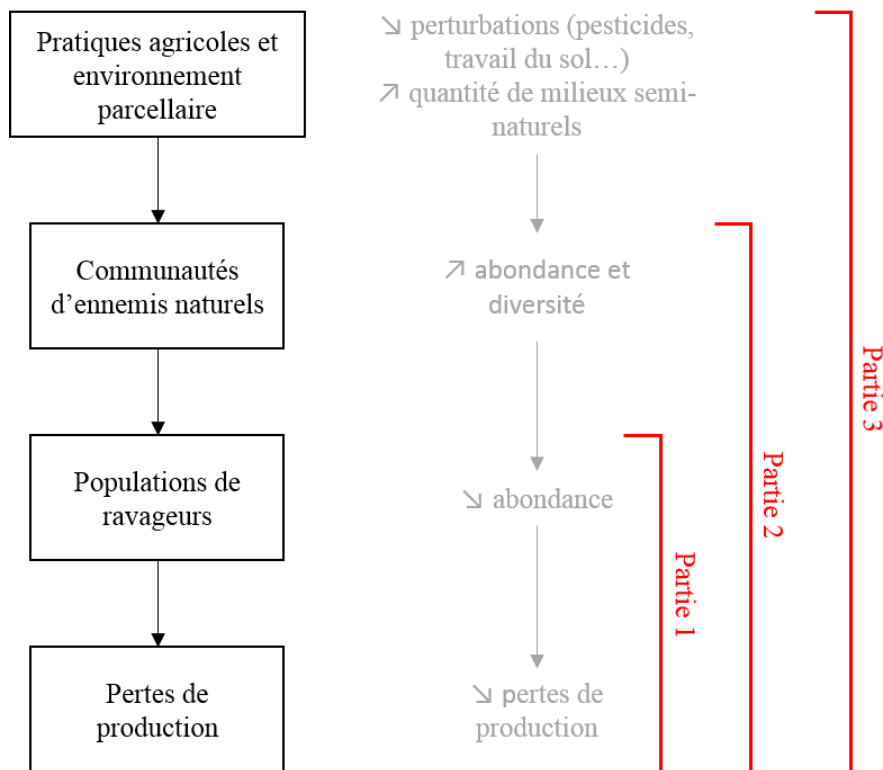 Pratiques agricoles et
environnement
parcellaire
↘ perturbations (pesticides,
travail du sol…)
↗ quantité de milieux semi-
naturels
Communautés
d’ennemis naturels
↗ abondance et
diversité
Populations de
ravageurs
↘ abondance
Pertes de
production
↘ pertes de
production
Partie 1
Partie 2
Partie 3